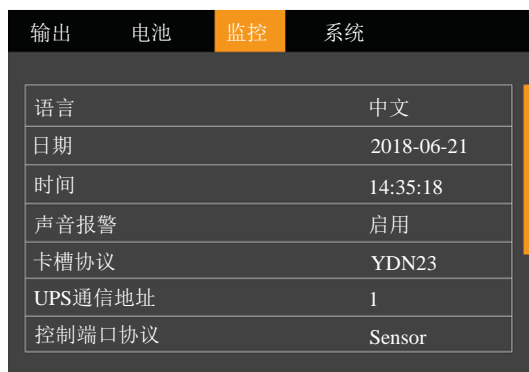 输出 电池 监控 系统
语言 中文
日期 2018-06-21
时间 14:35:18
声音报警 启用
卡槽协议 YDN23
UPS通信地址 1
控制端口协议 Sensor